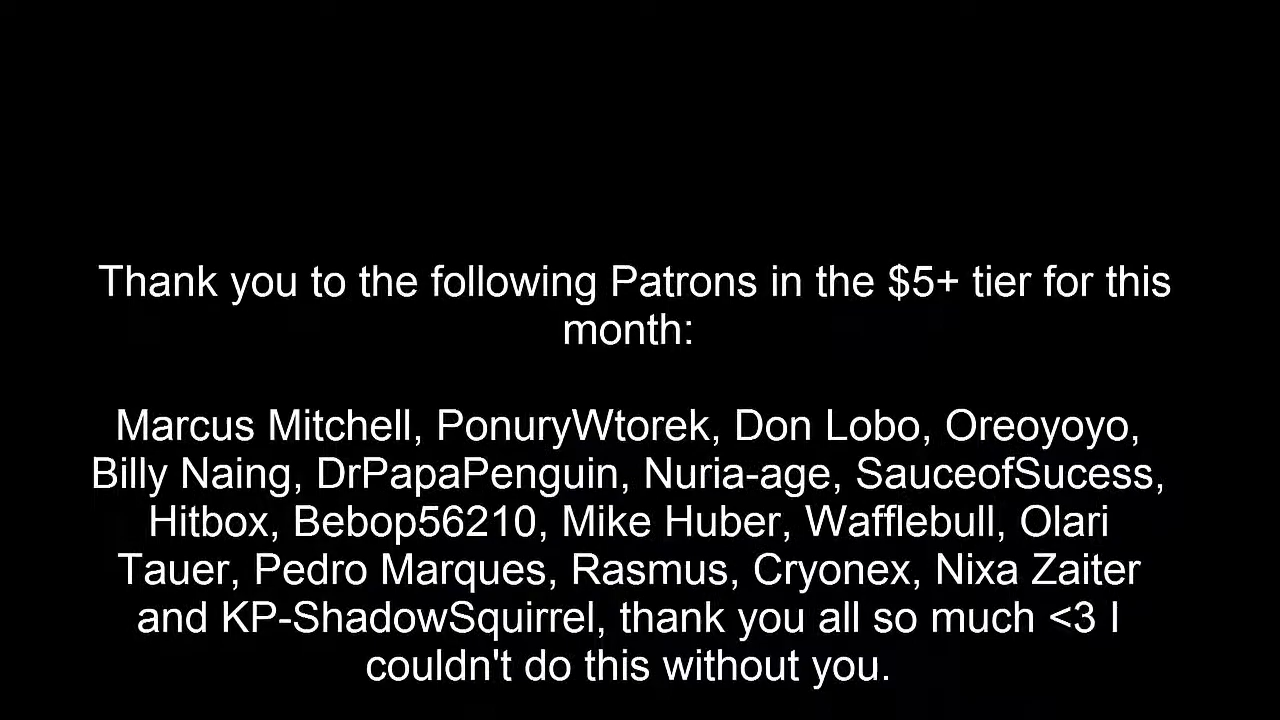 Thank you to the following Patrons in the $5+ tier for this
month:
Marcus Mitchell, PonuryWtorek, Don Lobo, Oreoyoyo,
Billy Naing, DrPapaPenguin, Nuria-age, SauceofSucess,
Hitbox, Bebop56210, Mike Huber, Wafflebull, Olari
Tauer, Pedro Marques, Rasmus, Cryonex, Nixa Zaiter
and KP-ShadowSquirrel, thank you all so much <3 I
couldn't do this without you.